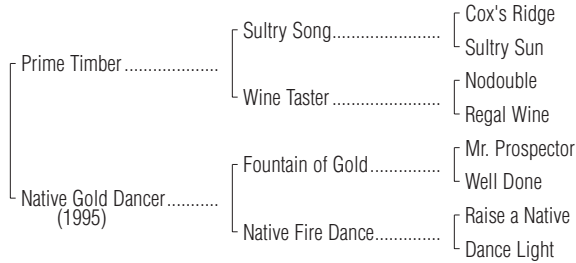 Cox's Ridge
Sultry Song........................
Sultry Sun
Prime Timber .....................
Nodouble
Wine Taster ........................
Regal Wine
Mr. Prospector
Fountain of Gold................
Well Done
Native Gold Dancer...........
(1995)
Raise a Native
Native Fire Dance..............
Dance Light